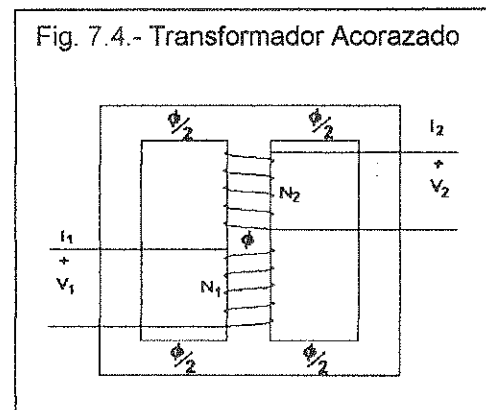 Fig. 7.4.- Transformador Acorazado
ϕ/2 ϕ/2
I₂
+
V₂
N₂
ϕ
I₁
+
V₁
N₁
ϕ/2 ϕ/2